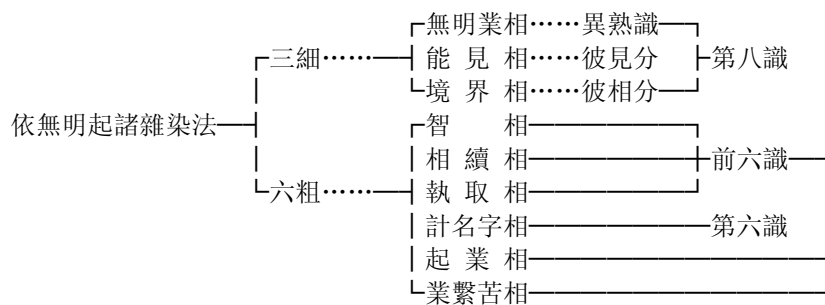 無明業相……異熟識
三細……能見相……彼見分 第八識
境界相……彼相分
依無明起諸雜染法 智相
相續相 前六識
六粗……執取相
計名字相 第六識
起業相
業繫苦相